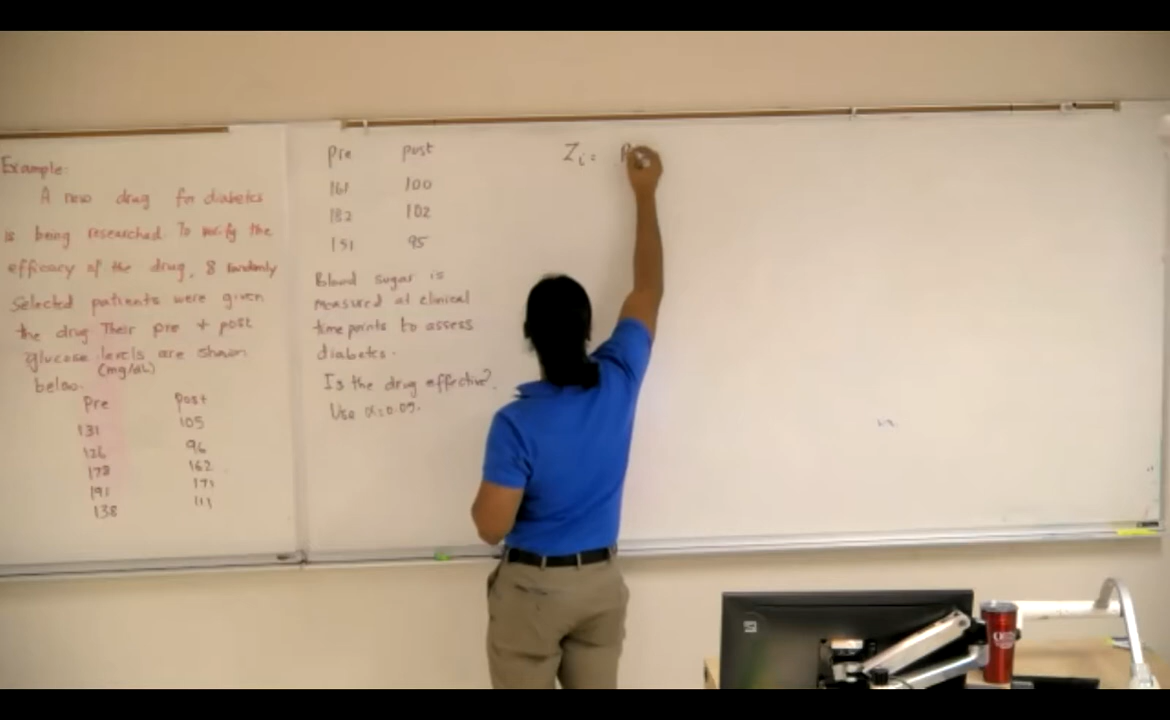 Example:
A new drug for diabetes
is being researched To verify the
efficacy of the drug, 8 randomly
selected patients were given
the drug Their pre + post
glucose levels are shown
below. (mg/dL)
Pre Post
131 105
126 96
178 162
191 171
138 111
Pre post
161 100
182 102
151 95
Blood sugar is
measured at clinical
timepoints to assess
diabetes.
Is the drug effective?
Use α=0.05.
Zi =